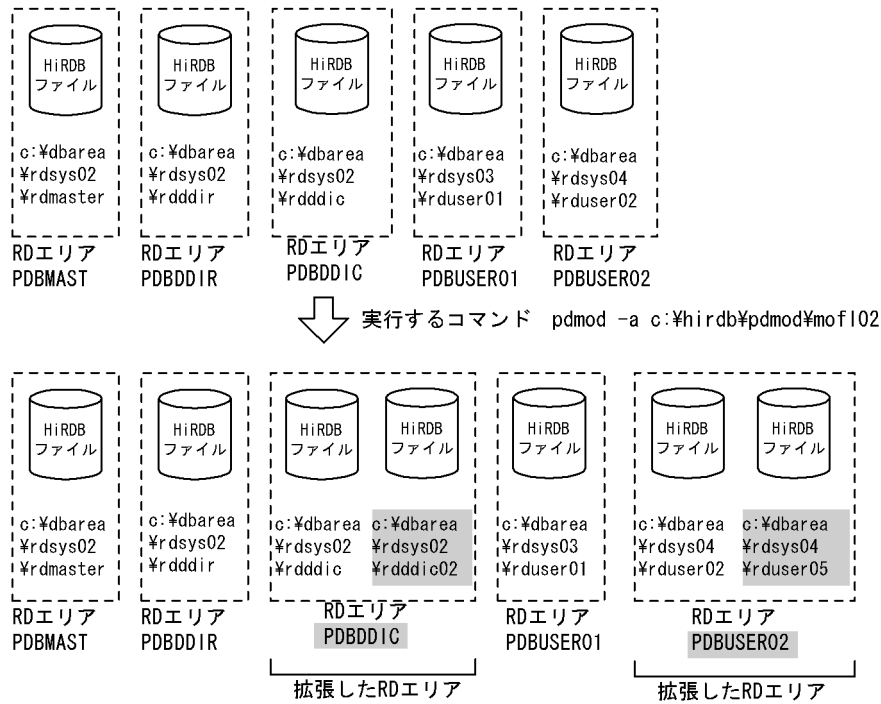 HiRDB
ファイル
c:¥dbarea
¥rdsys02
¥rdmaster
RDエリア
PDBMAST
HiRDB
ファイル
c:¥dbarea
¥rdsys02
¥rdddir
RDエリア
PDBDDIR
HiRDB
ファイル
c:¥dbarea
¥rdsys02
¥rdddic
RDエリア
PDBDDIC
HiRDB
ファイル
c:¥dbarea
¥rdsys03
¥rduser01
RDエリア
PDBUSER01
HiRDB
ファイル
c:¥dbarea
¥rdsys04
¥rduser02
RDエリア
PDBUSER02
実行するコマンド pdmod -a c:¥hirdb¥pdmod¥mofl02
HiRDB
ファイル
c:¥dbarea
¥rdsys02
¥rdmaster
RDエリア
PDBMAST
HiRDB
ファイル
c:¥dbarea
¥rdsys02
¥rdddir
RDエリア
PDBDDIR
HiRDB
ファイル
c:¥dbarea
¥rdsys02
¥rdddic
HiRDB
ファイル
c:¥dbarea
¥rdsys02
¥rdddic02
RDエリア
PDBDDIC
拡張したRDエリア
HiRDB
ファイル
c:¥dbarea
¥rdsys03
¥rduser01
RDエリア
PDBUSER01
HiRDB
ファイル
c:¥dbarea
¥rdsys04
¥rduser02
HiRDB
ファイル
c:¥dbarea
¥rdsys04
¥rduser05
RDエリア
PDBUSER02
拡張したRDエリア